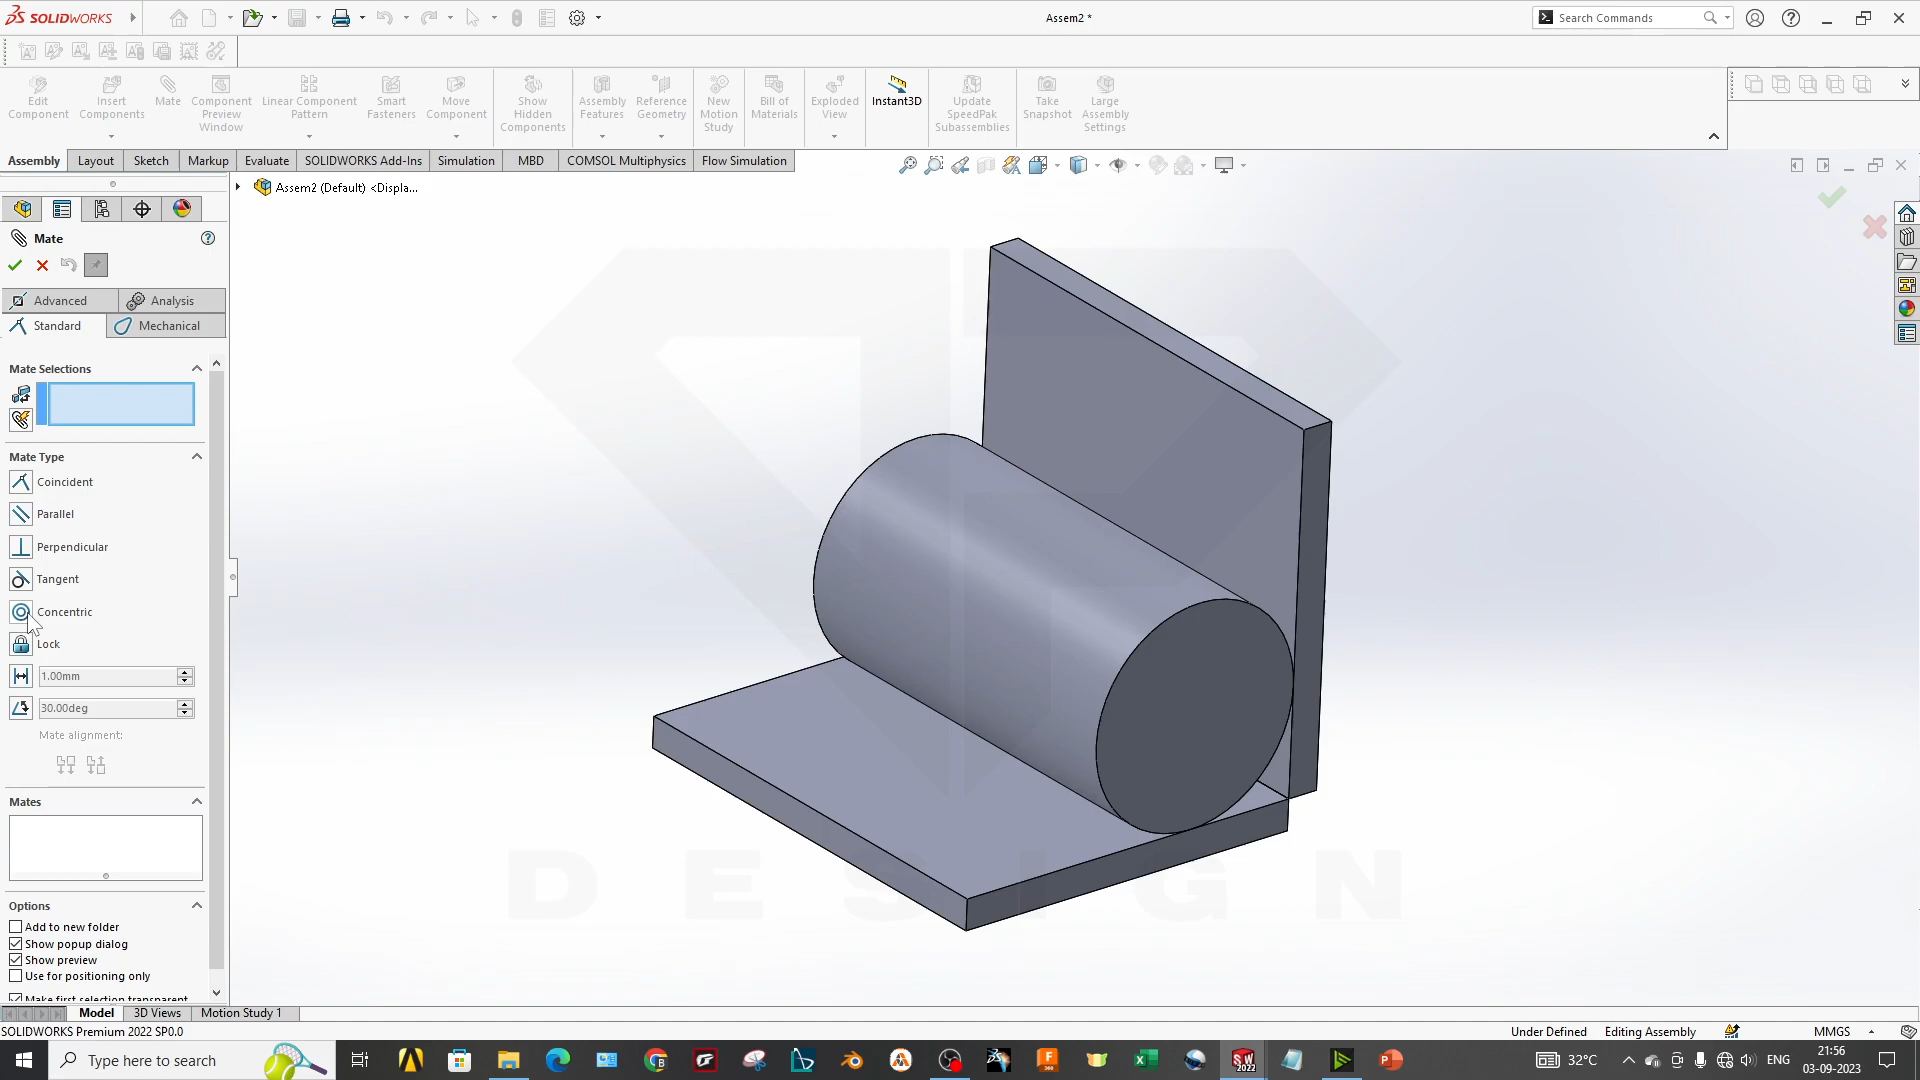 SOLIDWORKS
Assem2 *
Search Commands
Edit Component
Insert Components
Mate
Component Preview Window
Linear Component Pattern
Smart Fasteners
Move Component
Show Hidden Components
Assembly Features
Reference Geometry
New Motion Study
Bill of Materials
Exploded View
Instant3D
Update SpeedPak Subassemblies
Take Snapshot
Large Assembly Settings
Assembly
Layout
Sketch
Markup
Evaluate
SOLIDWORKS Add-Ins
Simulation
MBD
COMSOL Multiphysics
Flow Simulation
Assem2 (Default) <Displa...
Mate
Advanced
Analysis
Standard
Mechanical
Mate Selections
Mate Type
Coincident
Parallel
Perpendicular
Tangent
Concentric
Lock
1.00mm
30.00deg
Mate alignment:
Mates
Options
Add to new folder
Show popup dialog
Show preview
Use for positioning only
Make first selection transparent
DESIGN
Model
3D Views
Motion Study 1
SOLIDWORKS Premium 2022 SP0.0
Under Defined
Editing Assembly
MMGS
Type here to search
32°C
ENG
21:56
03-09-2023